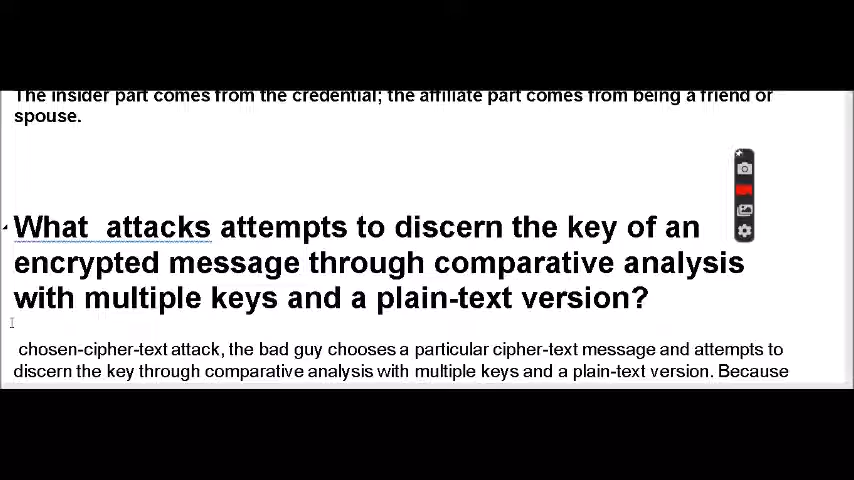 The insider part comes from the credential; the affiliate part comes from being a friend or
spouse.
What  attacks attempts to discern the key of an
encrypted message through comparative analysis
with multiple keys and a plain-text version?
chosen-cipher-text attack, the bad guy chooses a particular cipher-text message and attempts to
discern the key through comparative analysis with multiple keys and a plain-text version. Because